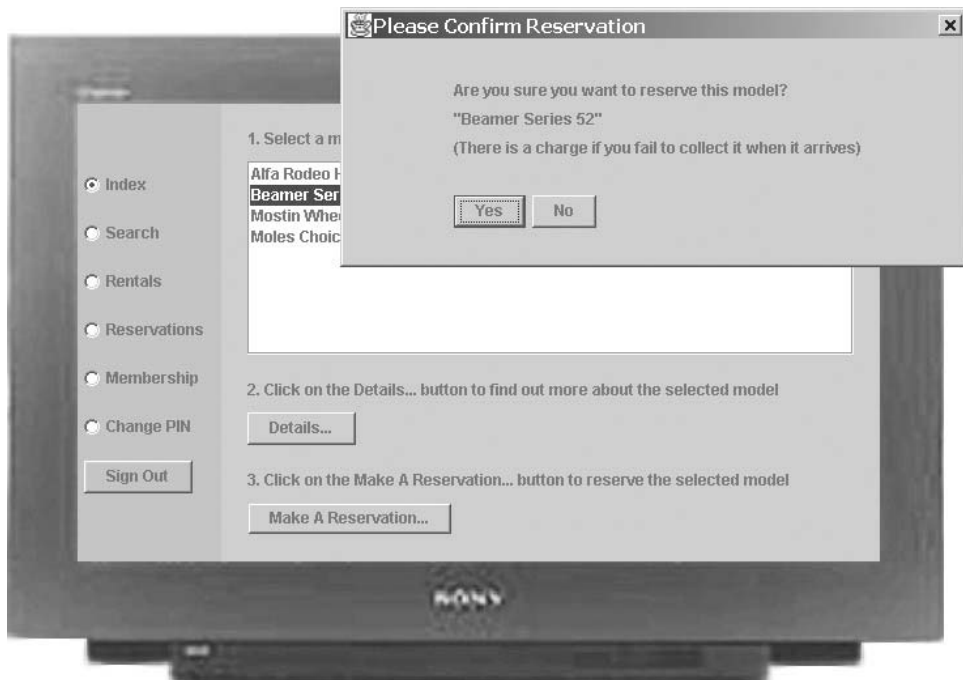 Please Confirm Reservation
Are you sure you want to reserve this model?
"Beamer Series 52"
(There is a charge if you fail to collect it when it arrives)
Yes
No
1. Select a m
Alfa Rodeo H
Beamer Ser
Mostin Whe
Moles Choic
Index
Search
Rentals
Reservations
Membership
Change PIN
Sign Out
2. Click on the Details... button to find out more about the selected model
Details...
3. Click on the Make A Reservation... button to reserve the selected model
Make A Reservation...
SONY